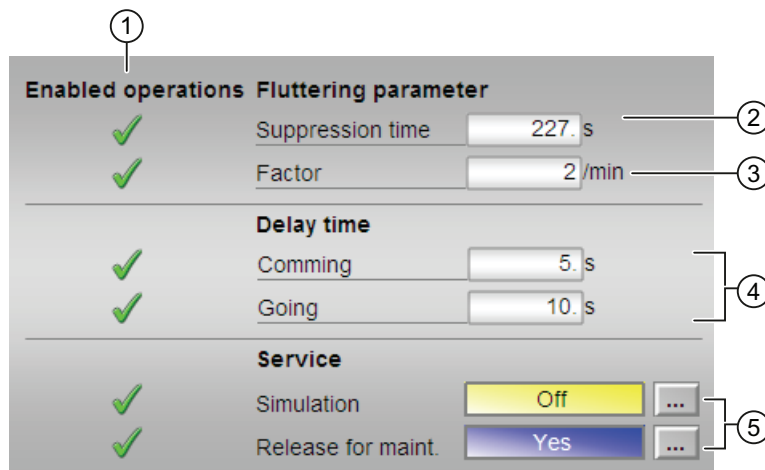 1
Enabled operations Fluttering parameter
Suppression time 227. s 2
Factor 2 /min 3
Delay time
Comming 5. s
4
Going 10. s
Service
Simulation Off ...
5
Release for maint. Yes ...